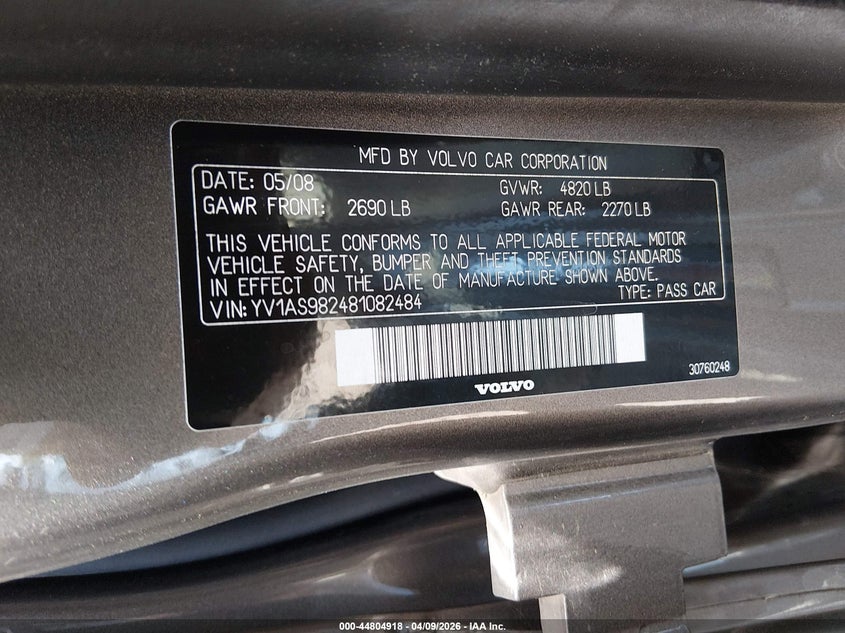 MFD BY VOLVO CAR CORPORATION
DATE: 05/08 GVWR: 4820 LB
GAWR FRONT: 2690 LB GAWR REAR: 2270 LB
THIS VEHICLE CONFORMS TO ALL APPLICABLE FEDERAL MOTOR
VEHICLE SAFETY, BUMPER AND THEFT PREVENTION STANDARDS
IN EFFECT ON THE DATE OF MANUFACTURE SHOWN ABOVE.
VIN: YV1AS982481082484 TYPE: PASS CAR
VOLVO
30760248
000-44804918 - 04/09/2026 - IAA Inc.